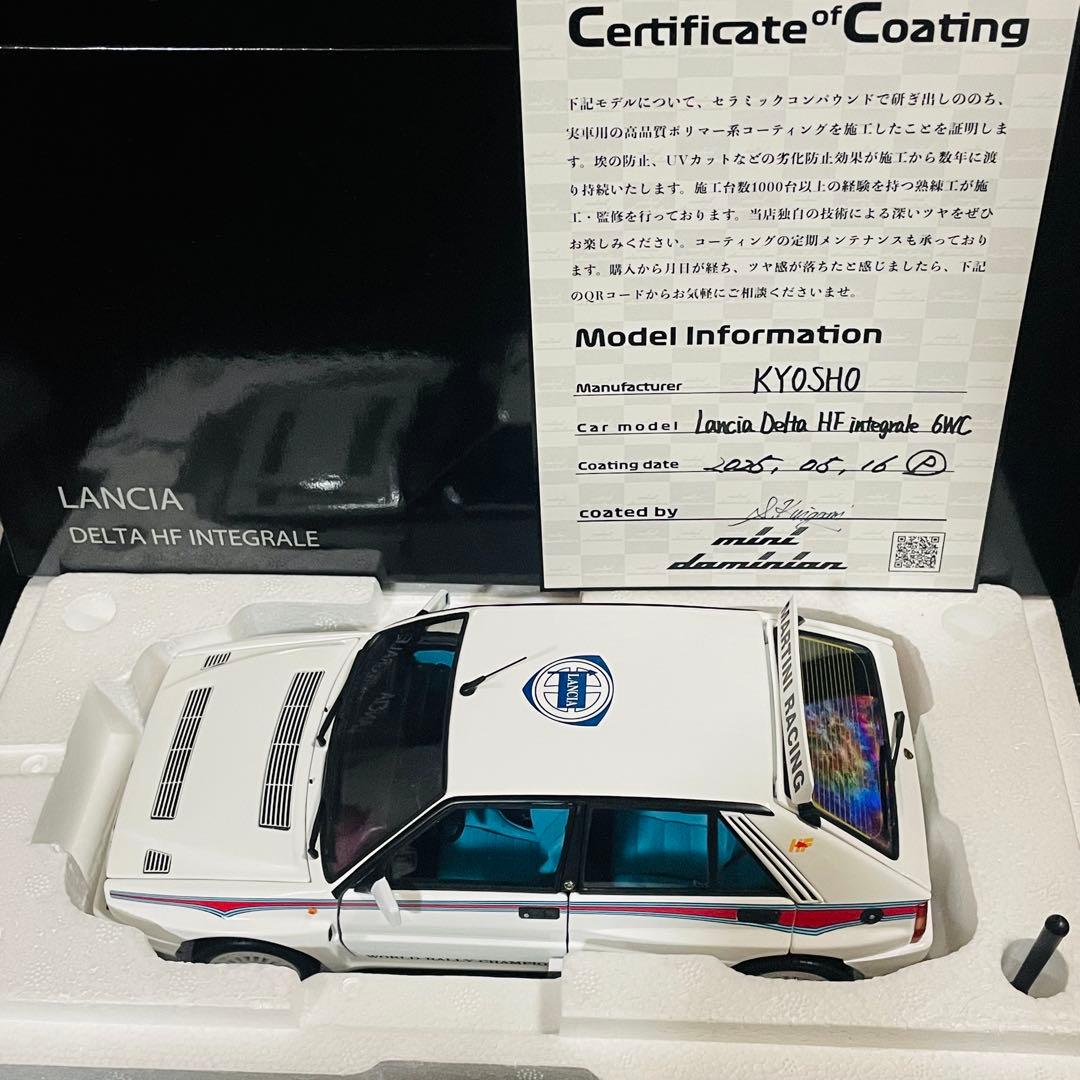 Certificate of Coating
下記モデルについて、セラミックコンパウンドで研ぎ出しののち、
実車用の高品質ポリマー系コーティングを施工したことを証明しま
す。埃の防止、UVカットなどの劣化防止効果が施工から数年に渡
り持続いたします。施工台数1000台以上の経験を持つ熟練工が施
工・監修を行っております。当店独自の技術による深いツヤをぜひ
お楽しみください。コーティングの定期メンテナンスも承っており
ます。購入から月日が経ち、ツヤ感が落ちたと感じましたら、下記
のQRコードからお気軽にご相談くださいませ。
Model Information
Manufacturer KYOSHO
Car model Lancia Delta HF integrale 6WC
Coating date 2025, 05, 16 Ⓟ
coated by
mini
daminian
LANCIA
DELTA HF INTEGRALE
LANCIA
MARTINI RACING
HF
WORLD RALLY CHAMPIO